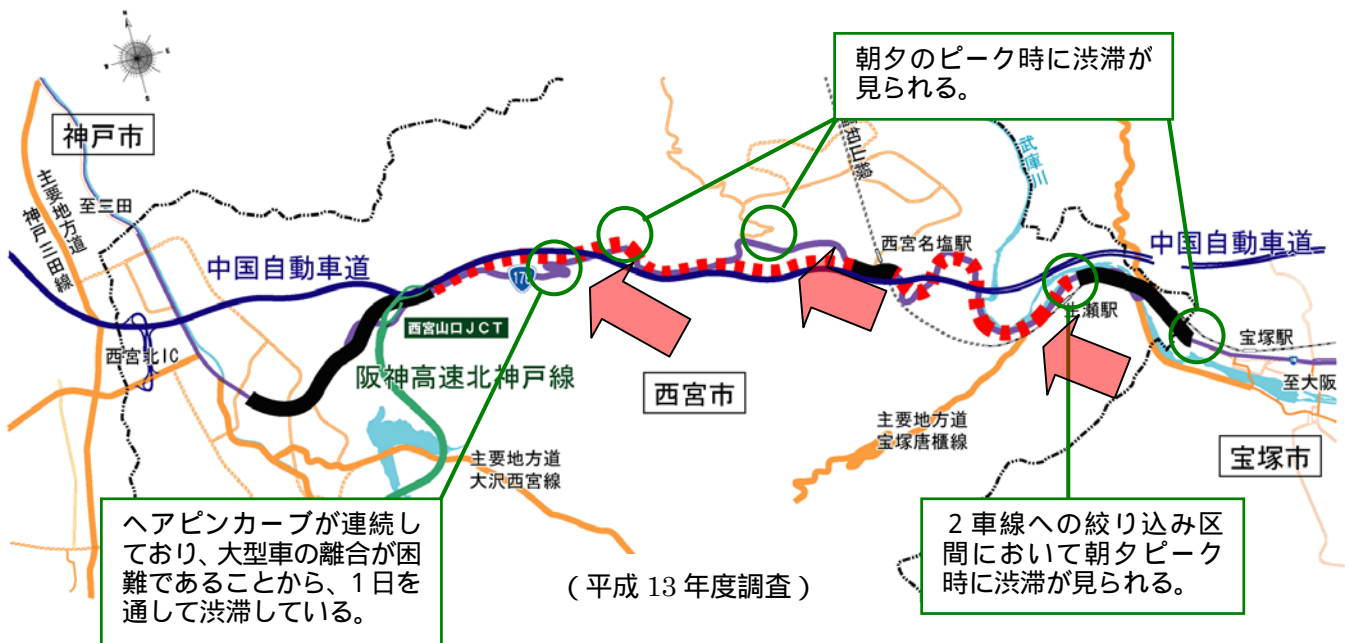 N
E
W
S
朝夕のピーク時に渋滞が
見られる。
神戸市
主要地方道
神戸三田線
至三田
中国自動車道
西宮北IC
西宮山口JCT
阪神高速北神戸線
17
西宮市
主要地方道
大沢西宮線
知山線
武庫川
西宮名塩駅
中国自動車道
生瀬駅
宝塚駅
至大阪
主要地方道
宝塚唐櫃線
宝塚市
ヘアピンカーブが連続し
ており、大型車の離合が困
難であることから、1日を
通して渋滞している。
(平成13年度調査)
2車線への絞り込み区
間において朝夕ピーク
時に渋滞が見られる。